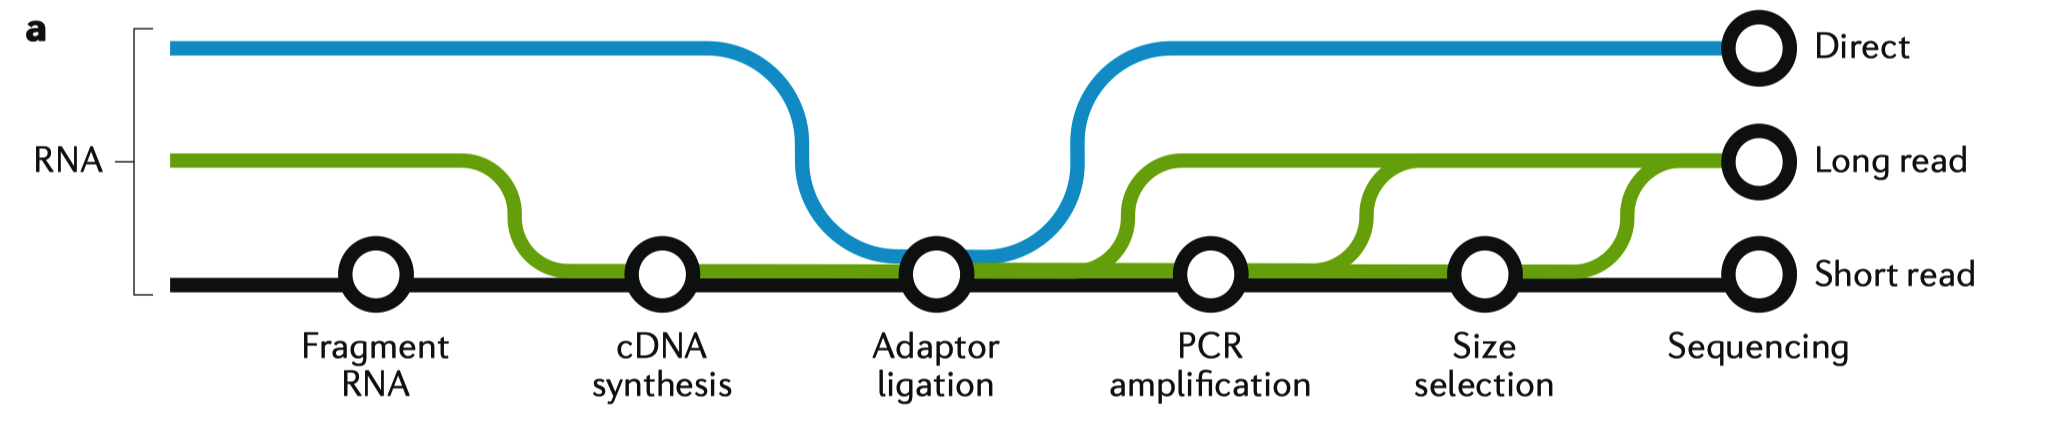 a
RNA
Direct
Long read
Short read
Fragment
RNA
cDNA
synthesis
Adaptor
ligation
PCR
amplification
Size
selection
Sequencing